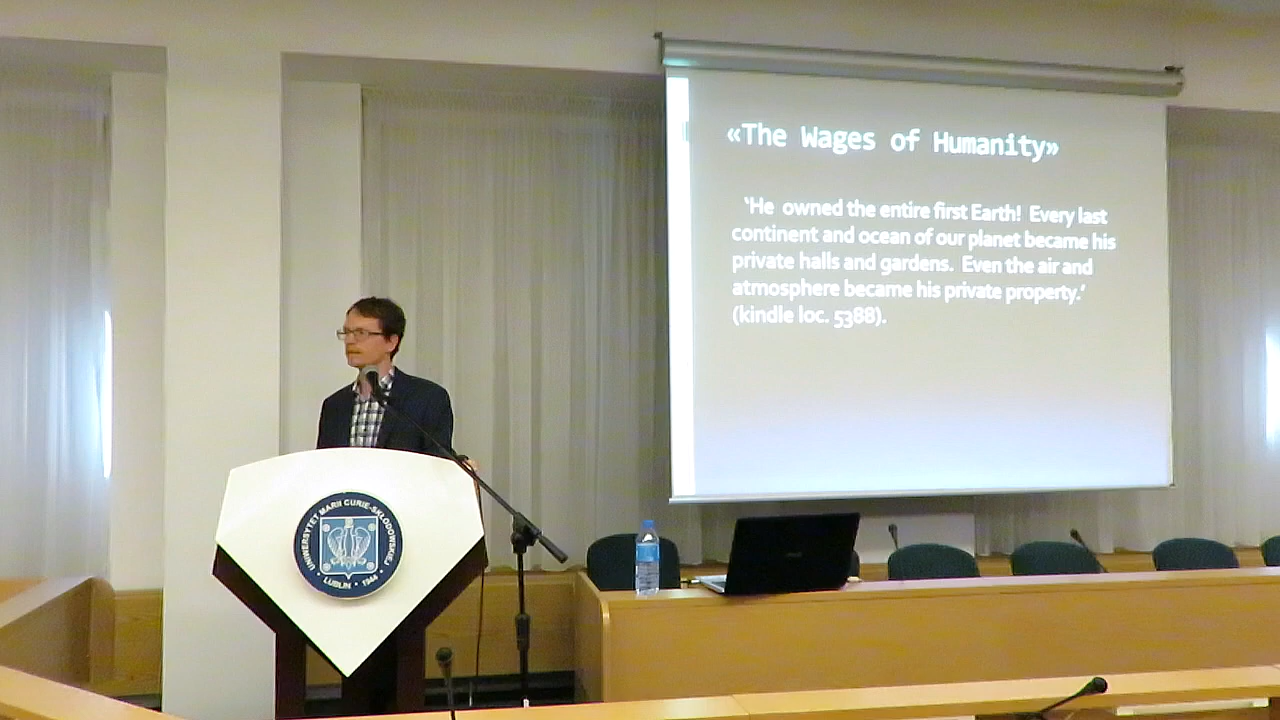 «The Wages of Humanity»
‘He owned the entire first Earth! Every last
continent and ocean of our planet became his
private halls and gardens. Even the air and
atmosphere became his private property.’
(kindle loc. 5388).
UNIWERSYTET MARII CURIE-SKŁODOWSKIEJ
• LUBLIN • 1944 •